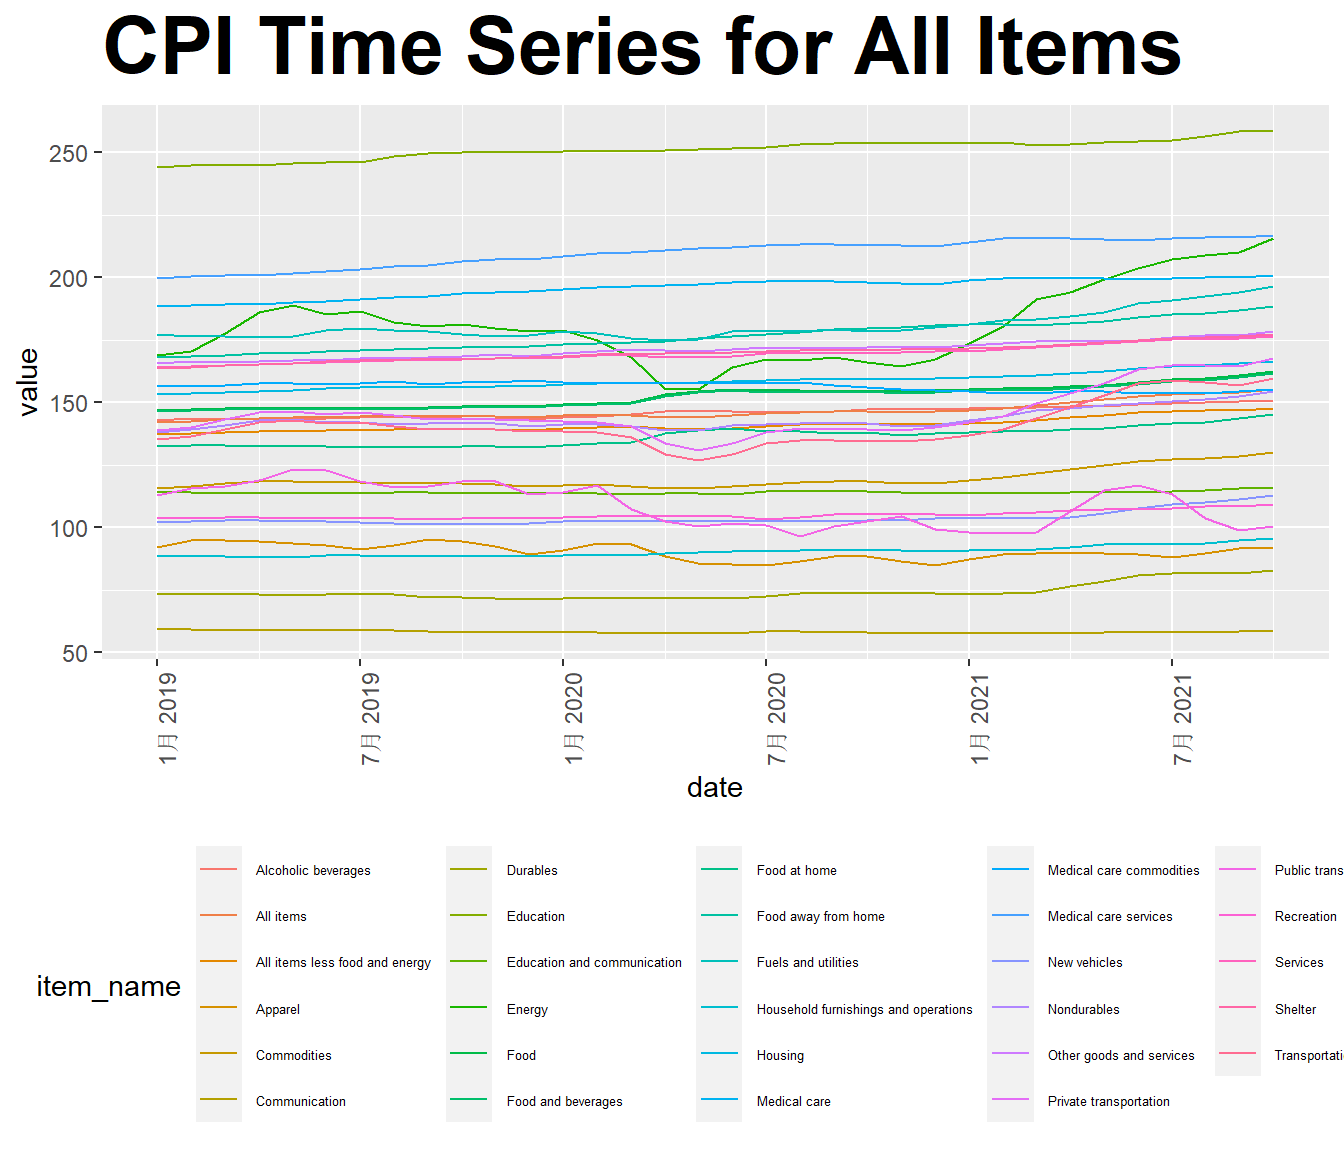 CPI Time Series for All Items
value
250
200
150
100
50
1月 2019
7月 2019
1月 2020
7月 2020
1月 2021
7月 2021
date
item_name
Alcoholic beverages
All items
All items less food and energy
Apparel
Commodities
Communication
Durables
Education
Education and communication
Energy
Food
Food and beverages
Food at home
Food away from home
Fuels and utilities
Household furnishings and operations
Housing
Medical care
Medical care commodities
Medical care services
New vehicles
Nondurables
Other goods and services
Private transportation
Public trans
Recreation
Services
Shelter
Transportati